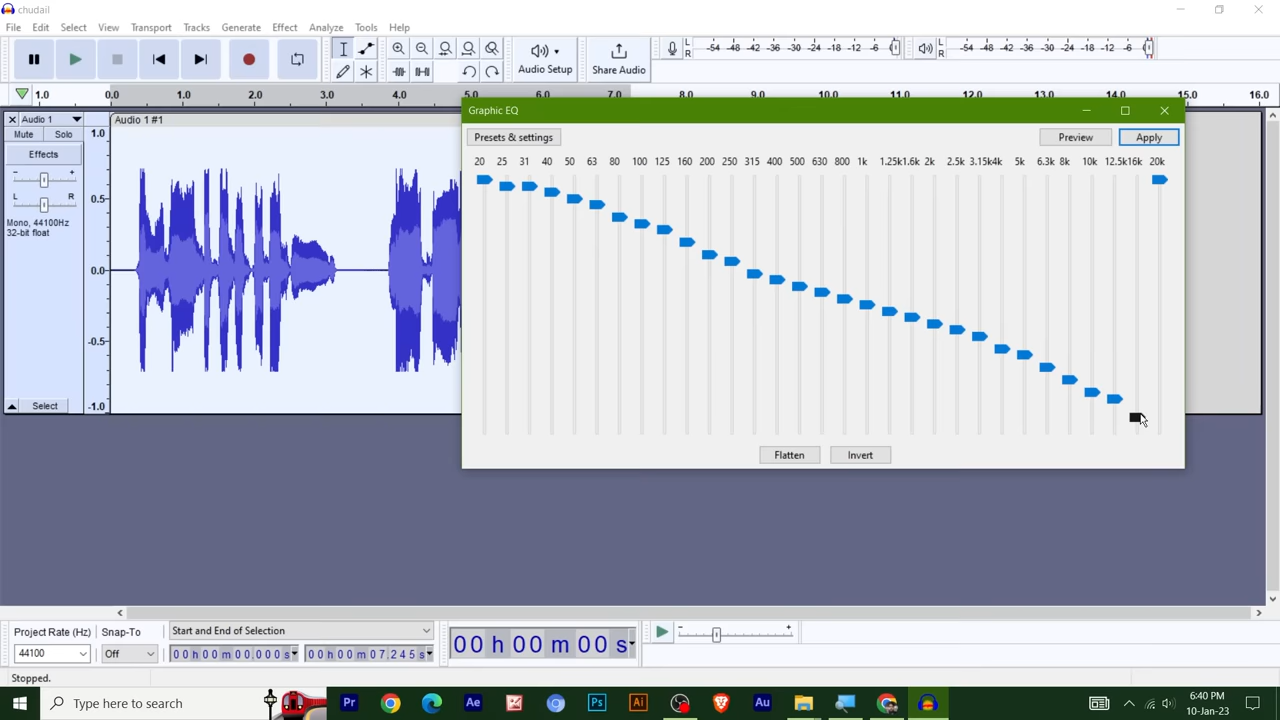 chudail
File Edit Select View Transport Tracks Generate Effect Analyze Tools Help
Audio Setup
Share Audio
L
R
-54 -48 -42 -36 -30 -24 -18 -12 -6
L
R
-54 -48 -42 -36 -30 -24 -18 -12 -6
1.0 0.0 1.0 2.0 3.0 4.0 5.0 6.0 7.0 8.0 9.0 10.0 11.0 12.0 13.0 14.0 15.0 16.0
Audio 1
Audio 1 #1
Mute Solo
Effects
- +
L R
Mono, 44100Hz
32-bit float
Select
1.0
0.5
0.0
-0.5
-1.0
Graphic EQ
Presets & settings
Preview
Apply
20 25 31 40 50 63 80 100 125 160 200 250 315 400 500 630 800 1k 1.25k 1.6k 2k 2.5k 3.15k 4k 5k 6.3k 8k 10k 12.5k 16k 20k
Flatten
Invert
Project Rate (Hz) Snap-To
Start and End of Selection
44100
Off
00 h 00 m 00.000 s
00 h 00 m 07.245 s
00 h 00 m 00 s
- +
Stopped.
Type here to search
Pr
Ae
Ps
Ai
Au
6:40 PM
10-Jan-23